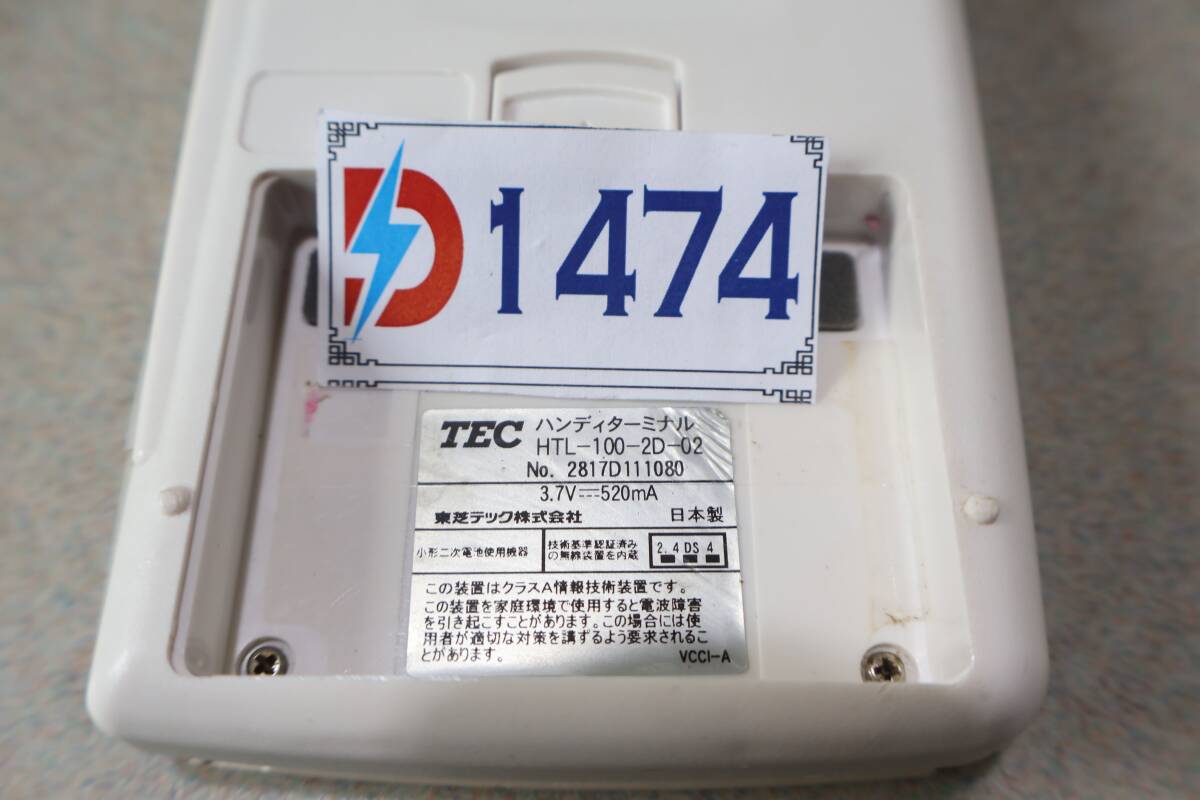 D 1474
TEC ハンディターミナル
HTL-100-2D-02
No. 2817D111080
3.7V⎓520mA
東芝テック株式会社 日本製
小形二次電池使用機器
技術基準認証済み
の無線装置を内蔵
2.4 DS 4
この装置はクラスA情報技術装置です。
この装置を家庭環境で使用すると電波障害
を引き起こすことがあります。この場合には使
用者が適切な対策を講ずるよう要求されるこ
とがあります。
VCCI-A